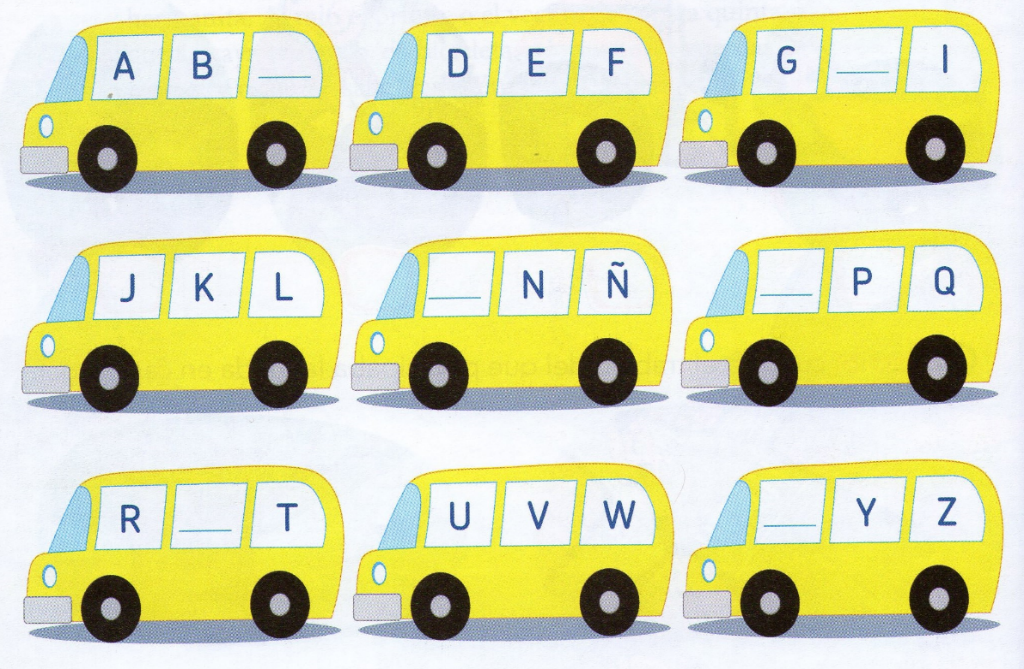 A B ___ D E F G ___ I
J K L ___ N Ñ ___ P Q
R ___ T U V W ___ Y Z